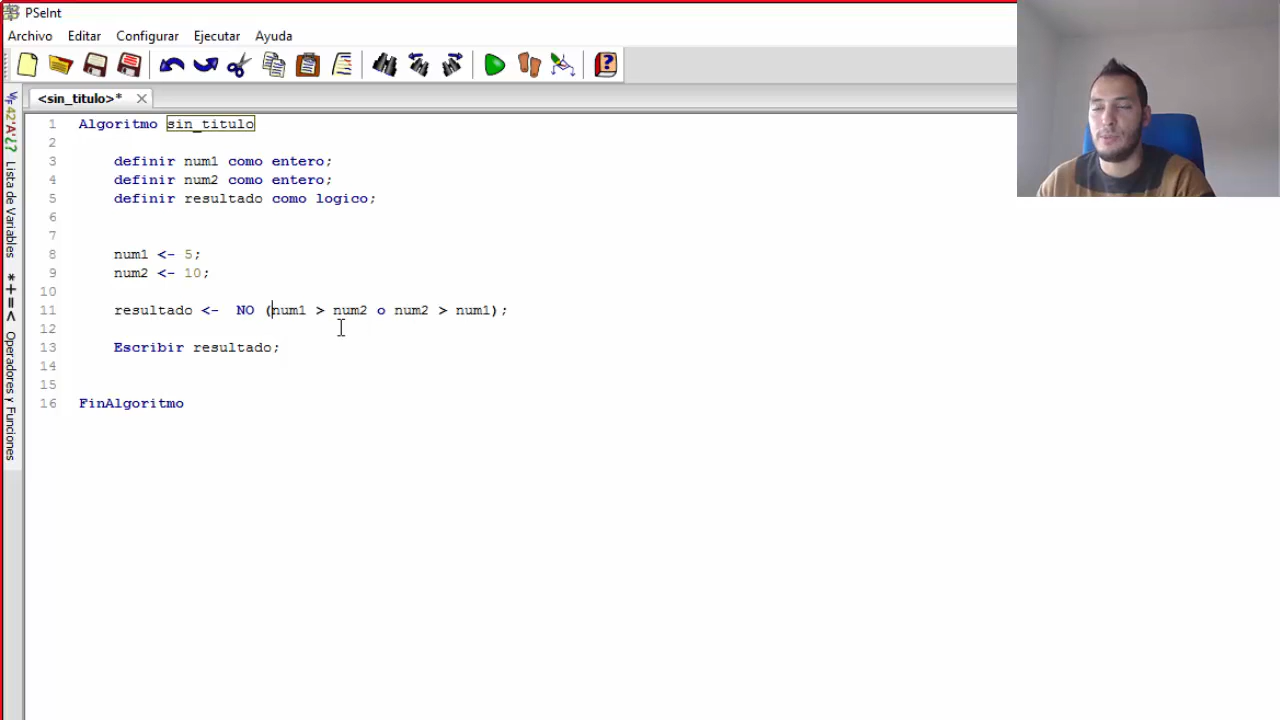 PSeInt
Archivo Editar Configurar Ejecutar Ayuda
<sin_titulo>*
1 Algoritmo sin_titulo
2
3 definir num1 como entero;
4 definir num2 como entero;
5 definir resultado como logico;
6
7
8 num1 <- 5;
9 num2 <- 10;
10
11 resultado <-  NO (num1 > num2 o num2 > num1);
12
13 Escribir resultado;
14
15
16 FinAlgoritmo
Lista de Variables
*+=< Operadores y Funciones